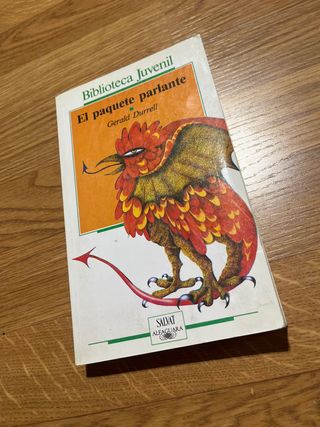 Biblioteca Juvenil
El paquete parlante
Gerald Durrell
SALVAT
ALFAGUARA